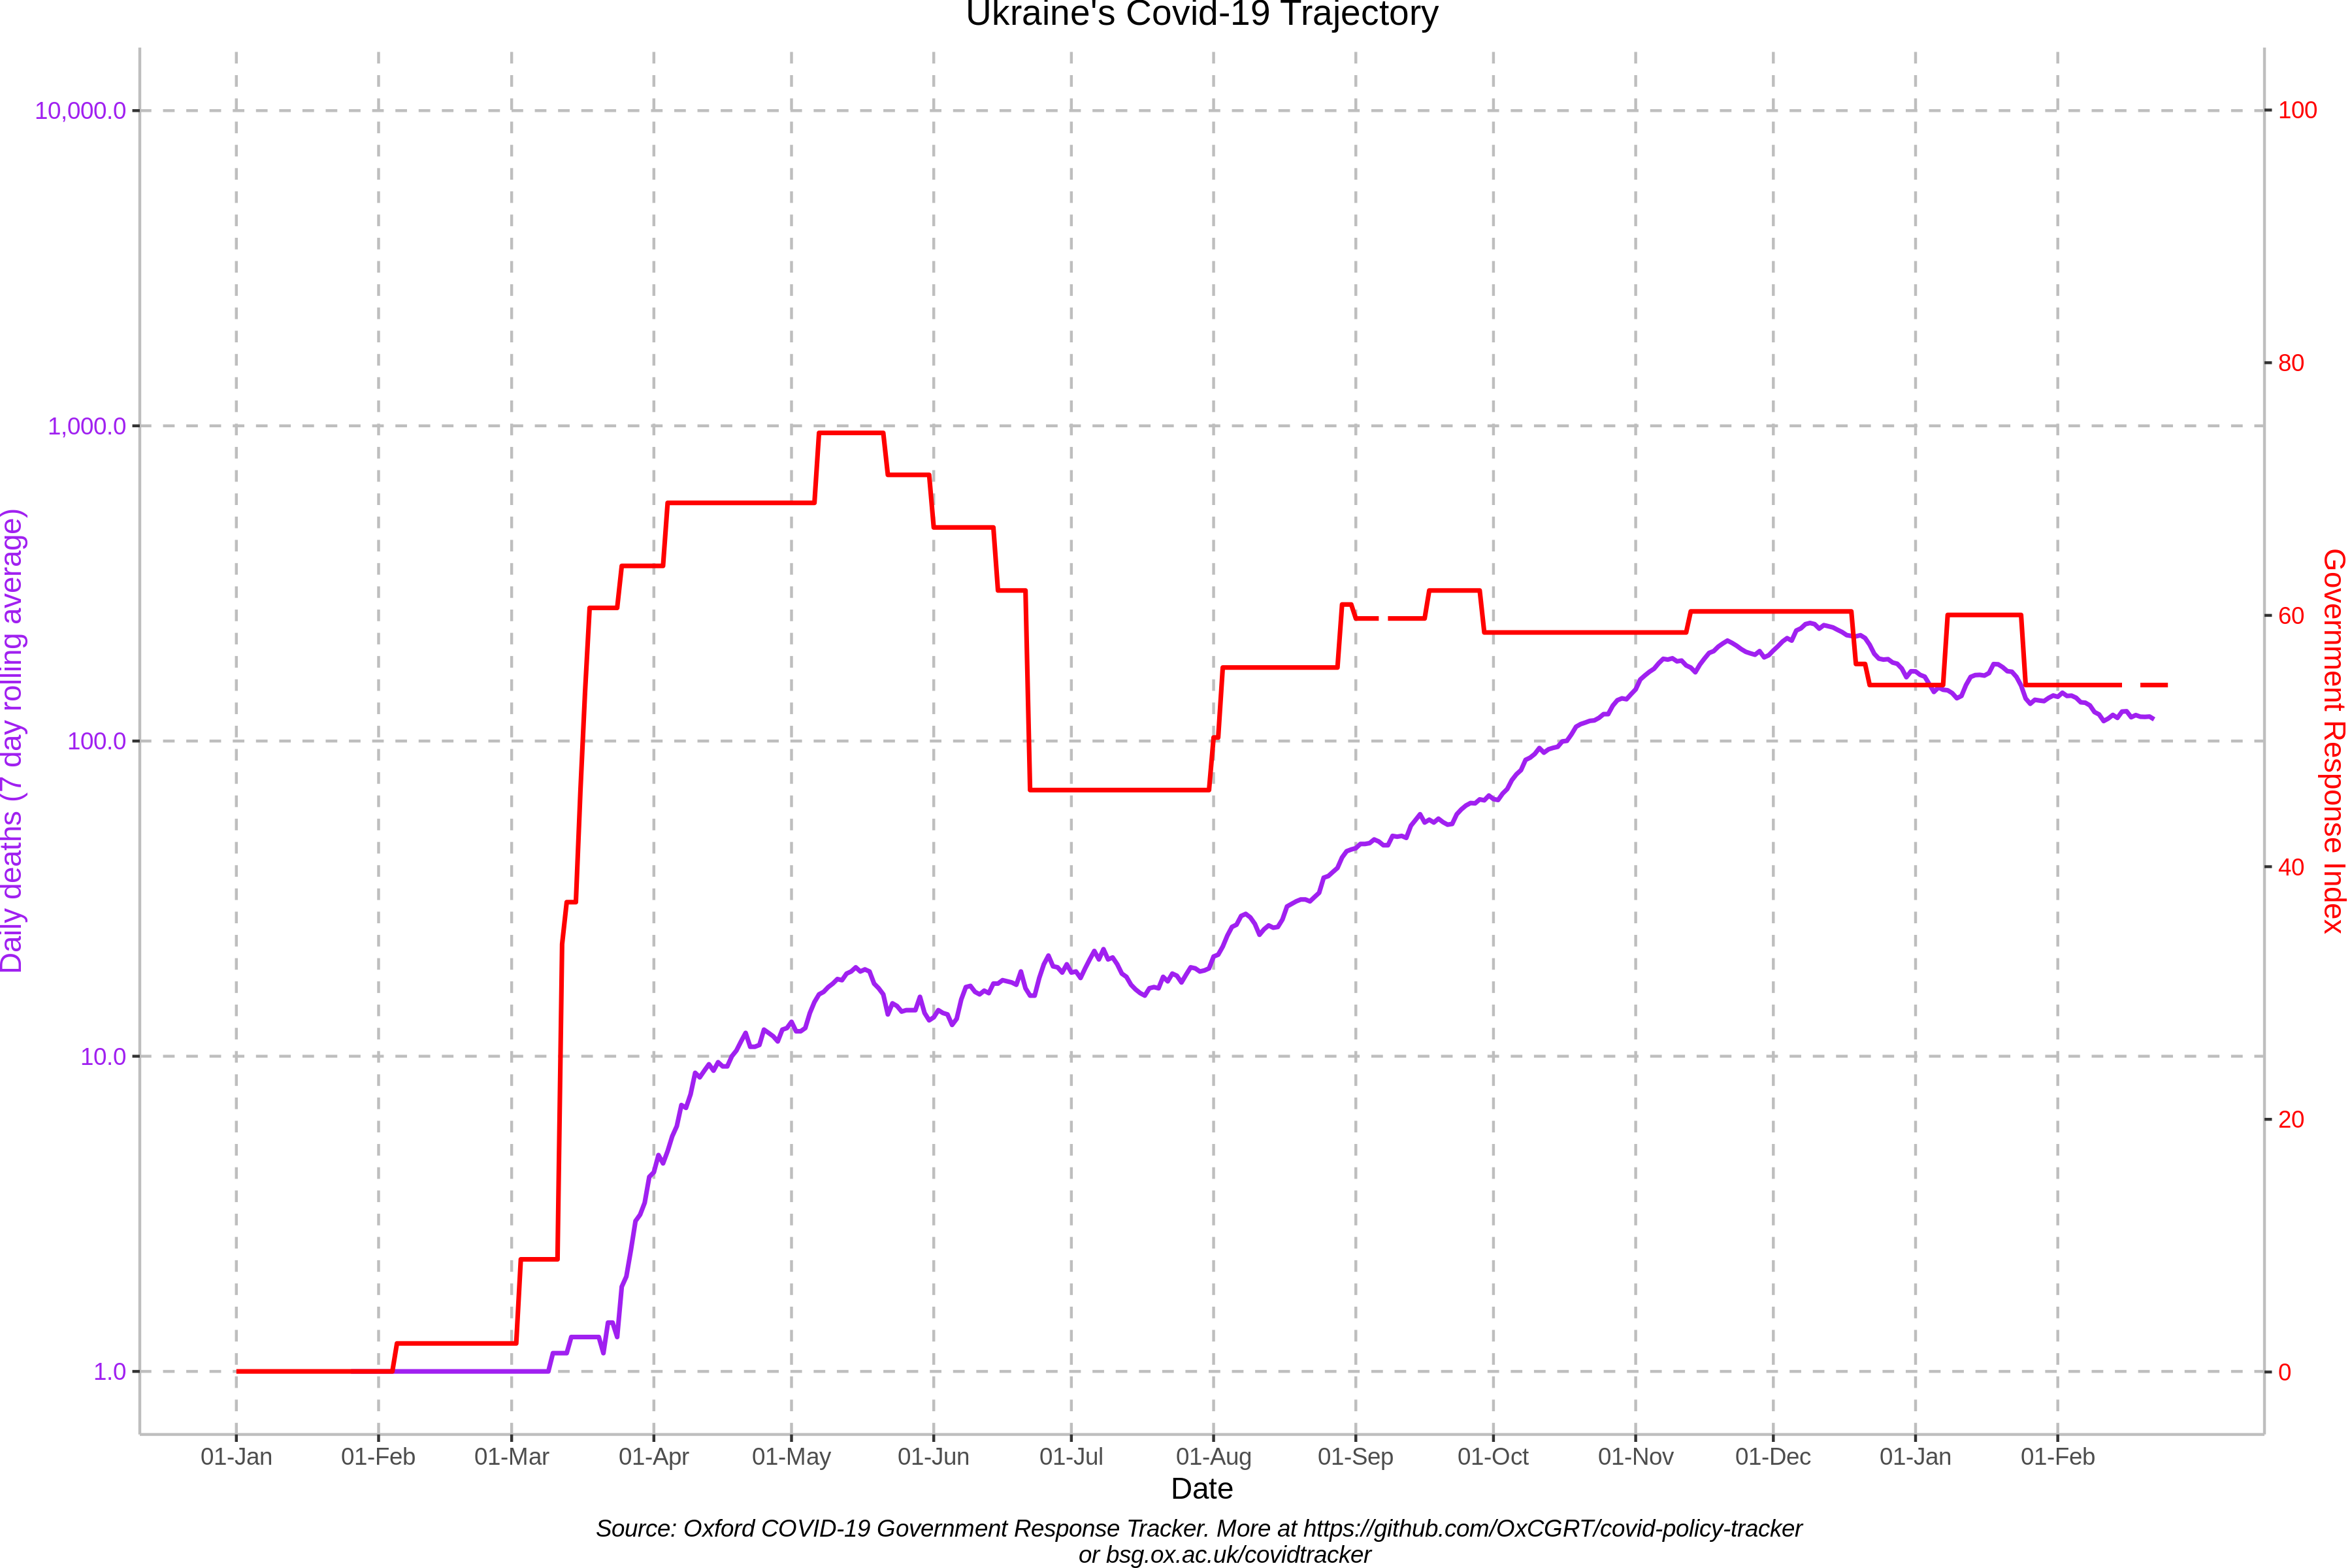 Ukraine's Covid-19 Trajectory
10,000.0
1,000.0
100.0
10.0
1.0
Daily deaths (7 day rolling average)
100
80
60
40
20
0
Government Response Index
01-Jan 01-Feb 01-Mar 01-Apr 01-May 01-Jun 01-Jul 01-Aug 01-Sep 01-Oct 01-Nov 01-Dec 01-Jan 01-Feb
Date
Source: Oxford COVID-19 Government Response Tracker. More at https://github.com/OxCGRT/covid-policy-tracker
or bsg.ox.ac.uk/covidtracker